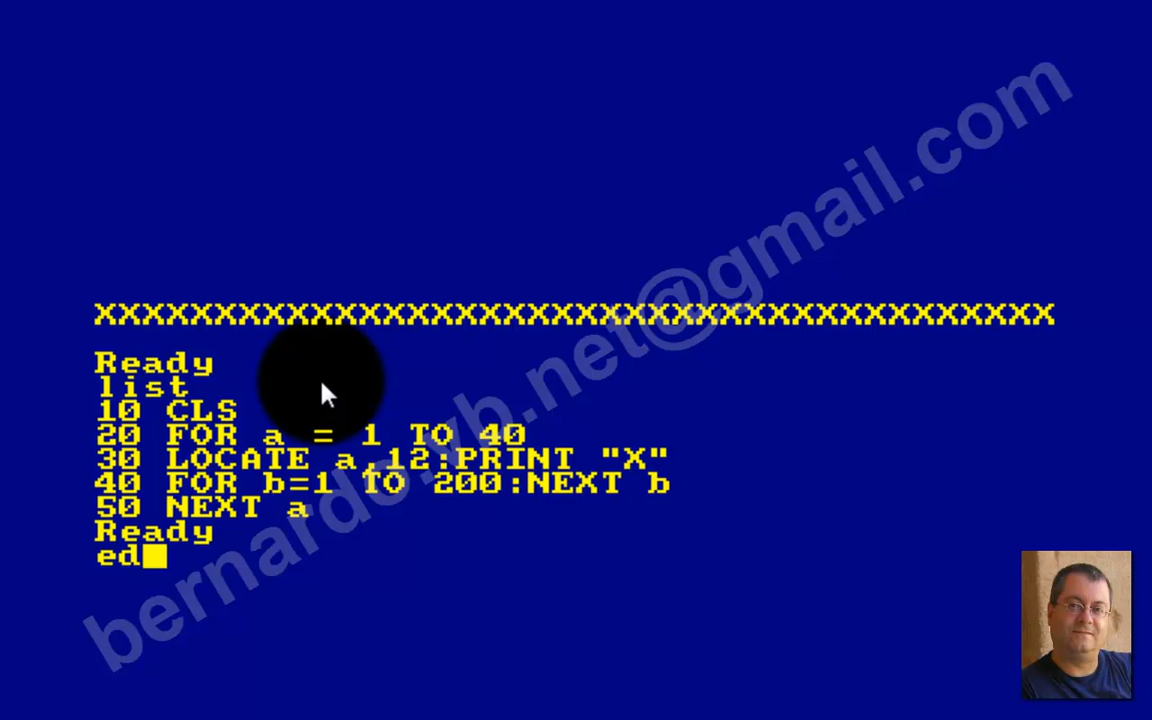 XXXXXXXXXXXXXXXXXXXXXXXXXXXXXXXXXXXXXXXX
Ready
list
10 CLS
20 FOR a = 1 TO 40
30 LOCATE a,12:PRINT "X"
40 FOR b=1 TO 200:NEXT b
50 NEXT a
Ready
ed
bernardo.vb.net@gmail.com